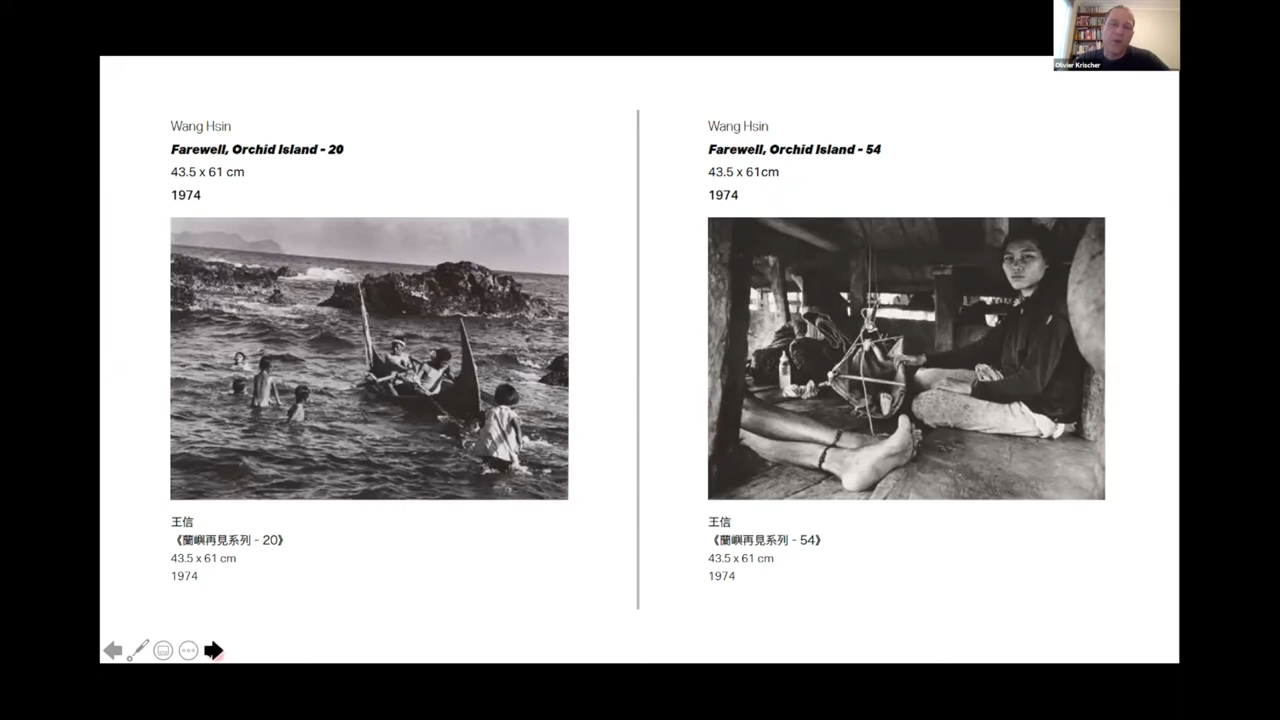 Olivier Krischer
Wang Hsin
Farewell, Orchid Island - 20
43.5 x 61 cm
1974
王信
《蘭嶼再見系列 - 20》
43.5 x 61 cm
1974
Wang Hsin
Farewell, Orchid Island - 54
43.5 x 61cm
1974
王信
《蘭嶼再見系列 - 54》
43.5 x 61 cm
1974